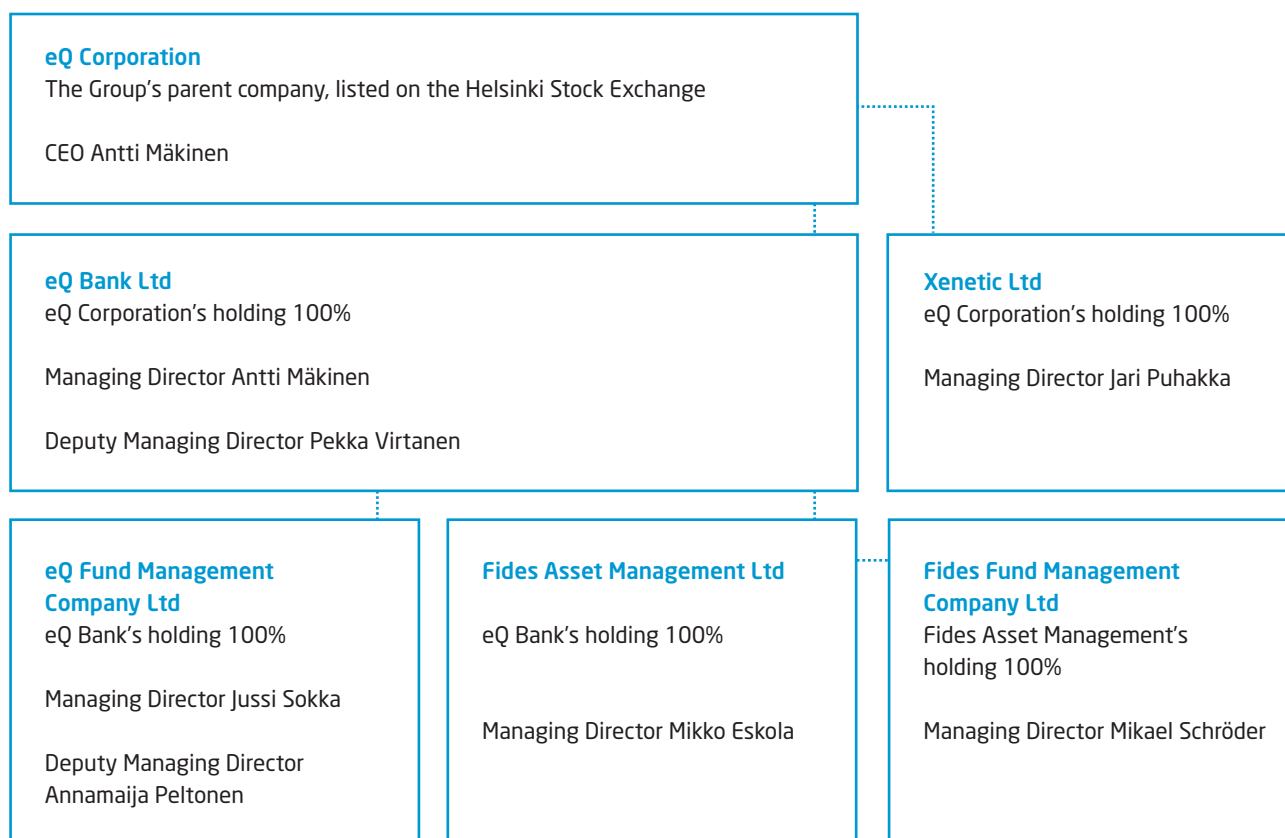 eQ Corporation
The Group’s parent company, listed on the Helsinki Stock Exchange
CEO Antti Mäkinen
eQ Bank Ltd
eQ Corporation’s holding 100%
Managing Director Antti Mäkinen
Deputy Managing Director Pekka Virtanen
Xenetic Ltd
eQ Corporation’s holding 100%
Managing Director Jari Puhakka
eQ Fund Management
Company Ltd
eQ Bank’s holding 100%
Managing Director Jussi Sokka
Deputy Managing Director
Annamaija Peltonen
Fides Asset Management Ltd
eQ Bank’s holding 100%
Managing Director Mikko Eskola
Fides Fund Management
Company Ltd
Fides Asset Management’s
holding 100%
Managing Director Mikael Schröder